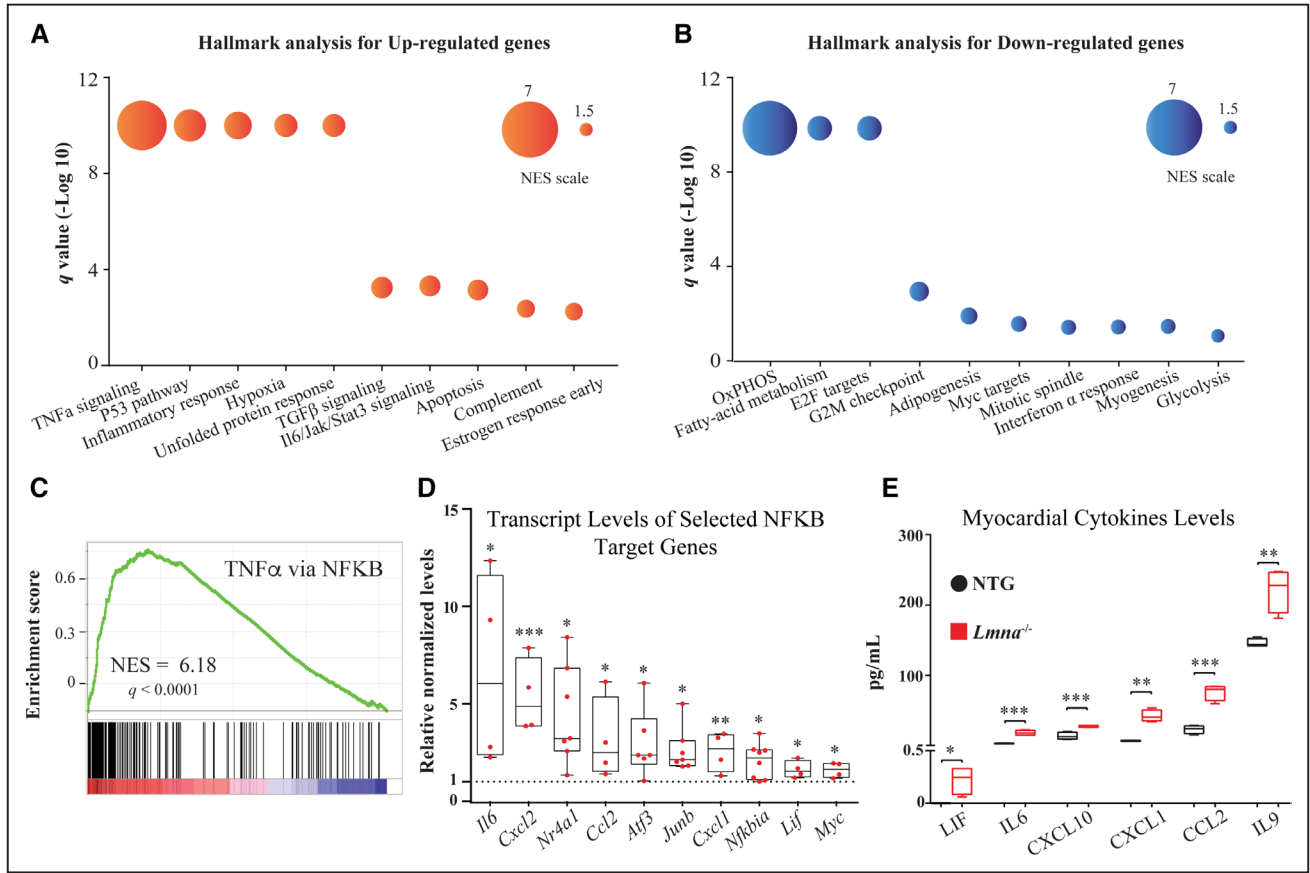 A
Hallmark analysis for Up-regulated genes
12
8
4
0
q value (-Log 10)
7
1.5
NES scale
TNFa signaling
P53 pathway
Inflammatory response
Hypoxia
Unfolded protein response
TGFβ signaling
Il6/Jak/Stat3 signaling
Apoptosis
Complement
Estrogen response early
B
Hallmark analysis for Down-regulated genes
12
8
4
0
q value (-Log 10)
7
1.5
NES scale
OxPHOS
Fatty-acid metabolism
E2F targets
G2M checkpoint
Adipogenesis
Myc targets
Mitotic spindle
Interferon α response
Myogenesis
Glycolysis
C
TNFα via NFKB
Enrichment score
0.6
0.3
0
NES = 6.18
q < 0.0001
D
Transcript Levels of Selected NFKB
Target Genes
Relative normalized levels
15
10
5
1
0
*
***
*
*
*
*
**
*
*
*
Il6
Cxcl2
Nr4a1
Ccl2
Atf3
Junb
Cxcl1
Nfkbia
Lif
Myc
E
Myocardial Cytokines Levels
pg/mL
300
200
100
0.5
0
NTG
Lmna-/-
*
***
***
**
***
**
LIF
IL6
CXCL10
CXCL1
CCL2
IL9